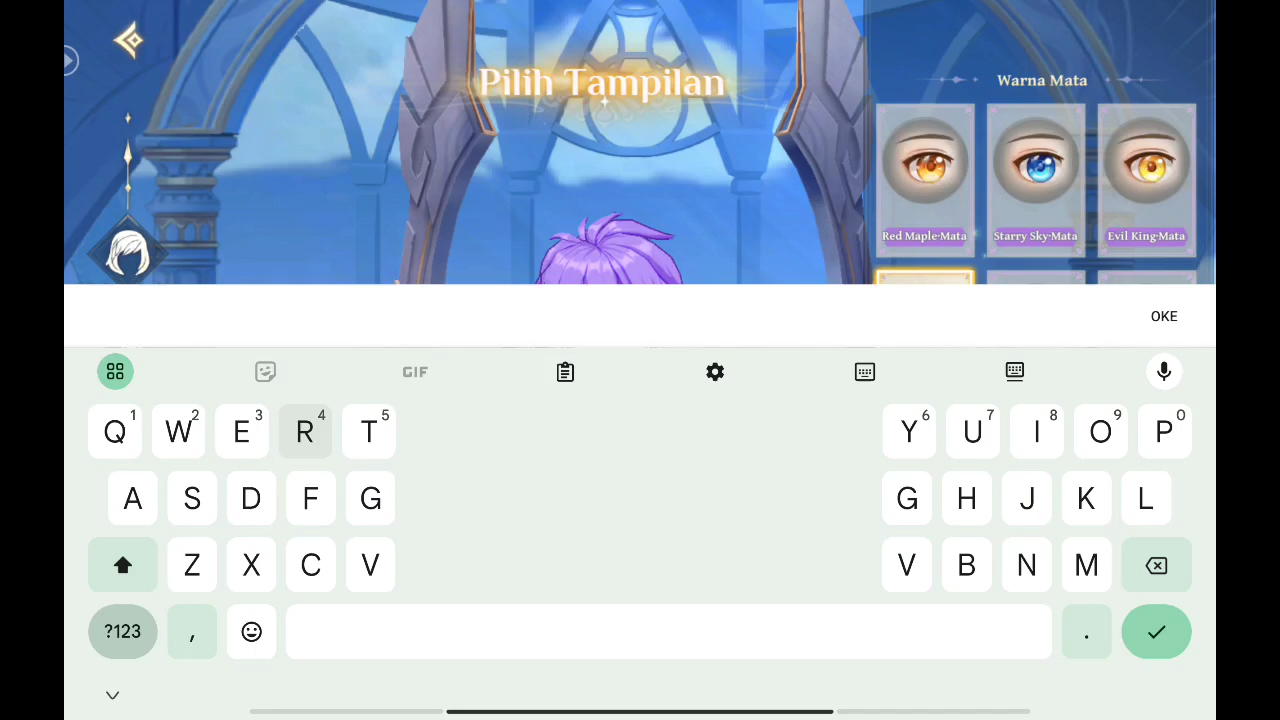 Pilih Tampilan
Warna Mata
Red Maple·Mata Starry Sky·Mata Evil King·Mata
OKE
GIF
Q1 W2 E3 R4 T5 Y6 U7 I8 O9 P0
A S D F G G H J K L
Z X C V V B N M
?123 , .